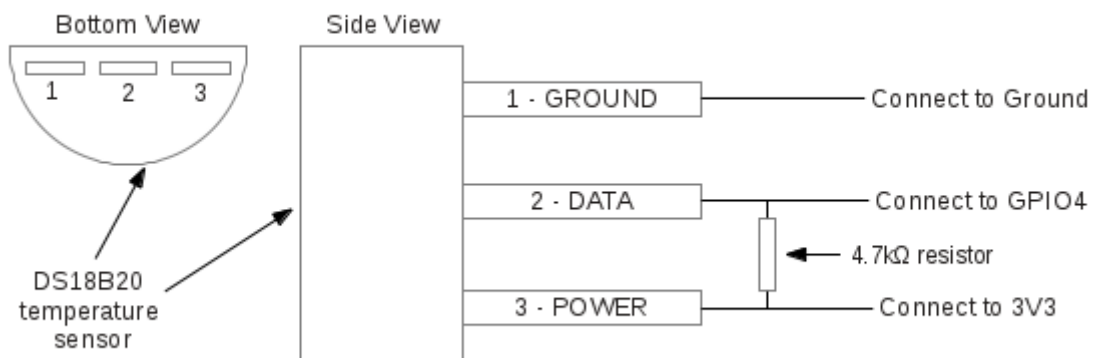 Bottom View
Side View
1
2
3
1 - GROUND
Connect to Ground
2 - DATA
Connect to GPIO4
4.7kΩ resistor
3 - POWER
Connect to 3V3
DS18B20
temperature
sensor